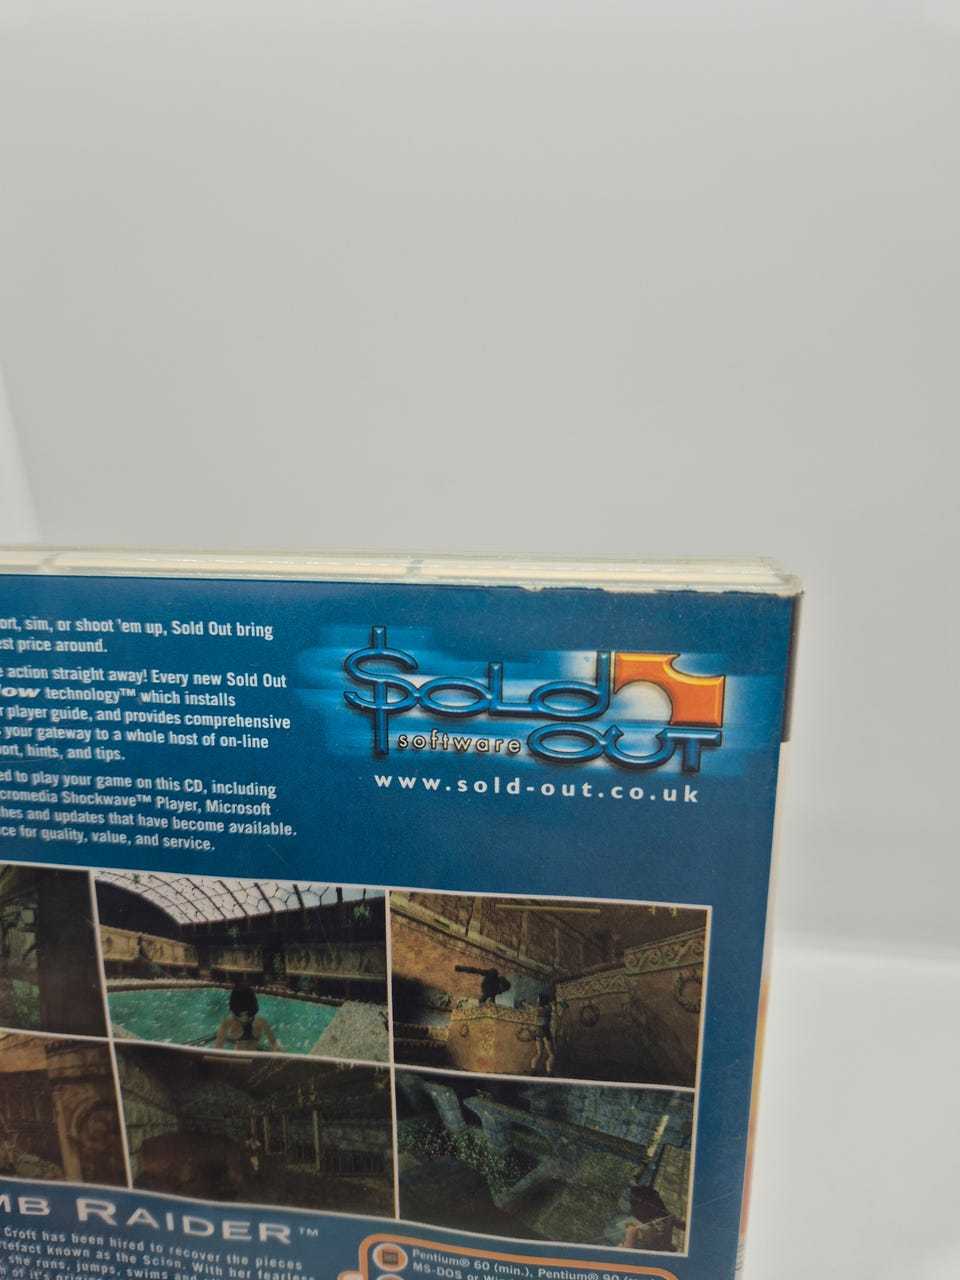 ort, sim, or shoot 'em up, Sold Out bring
est price around.
e action straight away! Every new Sold Out
low technology™ which installs
r player guide, and provides comprehensive
your gateway to a whole host of on-line
port, hints, and tips.
ed to play your game on this CD, including
cromedia Shockwave™ Player, Microsoft
hes and updates that have become available.
ce for quality, value, and service.
$OLD
software OUT
www.sold-out.co.uk
MB RAIDER™
Croft has been hired to recover the pieces
rtefact known as the Scion. With her fearless
she runs, jumps, swims and
of it's
Pentium® 60 (min.), Pentium® 90
MS-DOS or